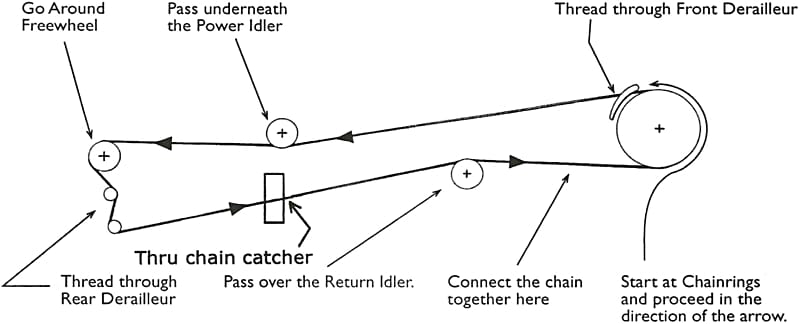 Go Around
Freewheel
Pass underneath
the Power Idler
Thread through Front Derailleur
Thru chain catcher
Thread through
Rear Derailleur
Pass over the Return Idler.
Connect the chain
together here
Start at Chainrings
and proceed in the
direction of the arrow.